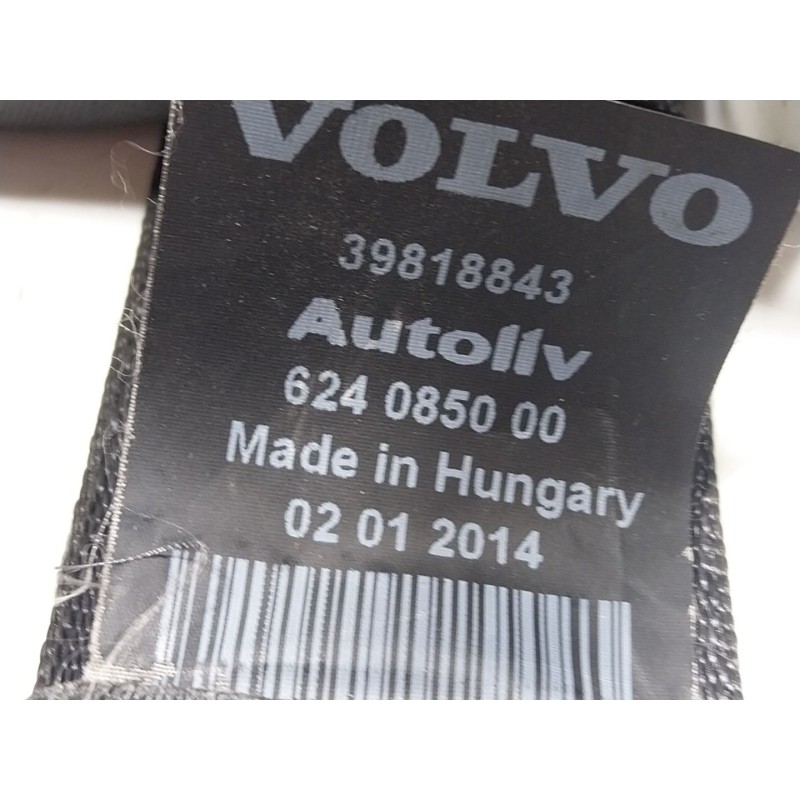 VOLVO
39818843
Autoliv
624 0850 00
Made in Hungary
02 01 2014